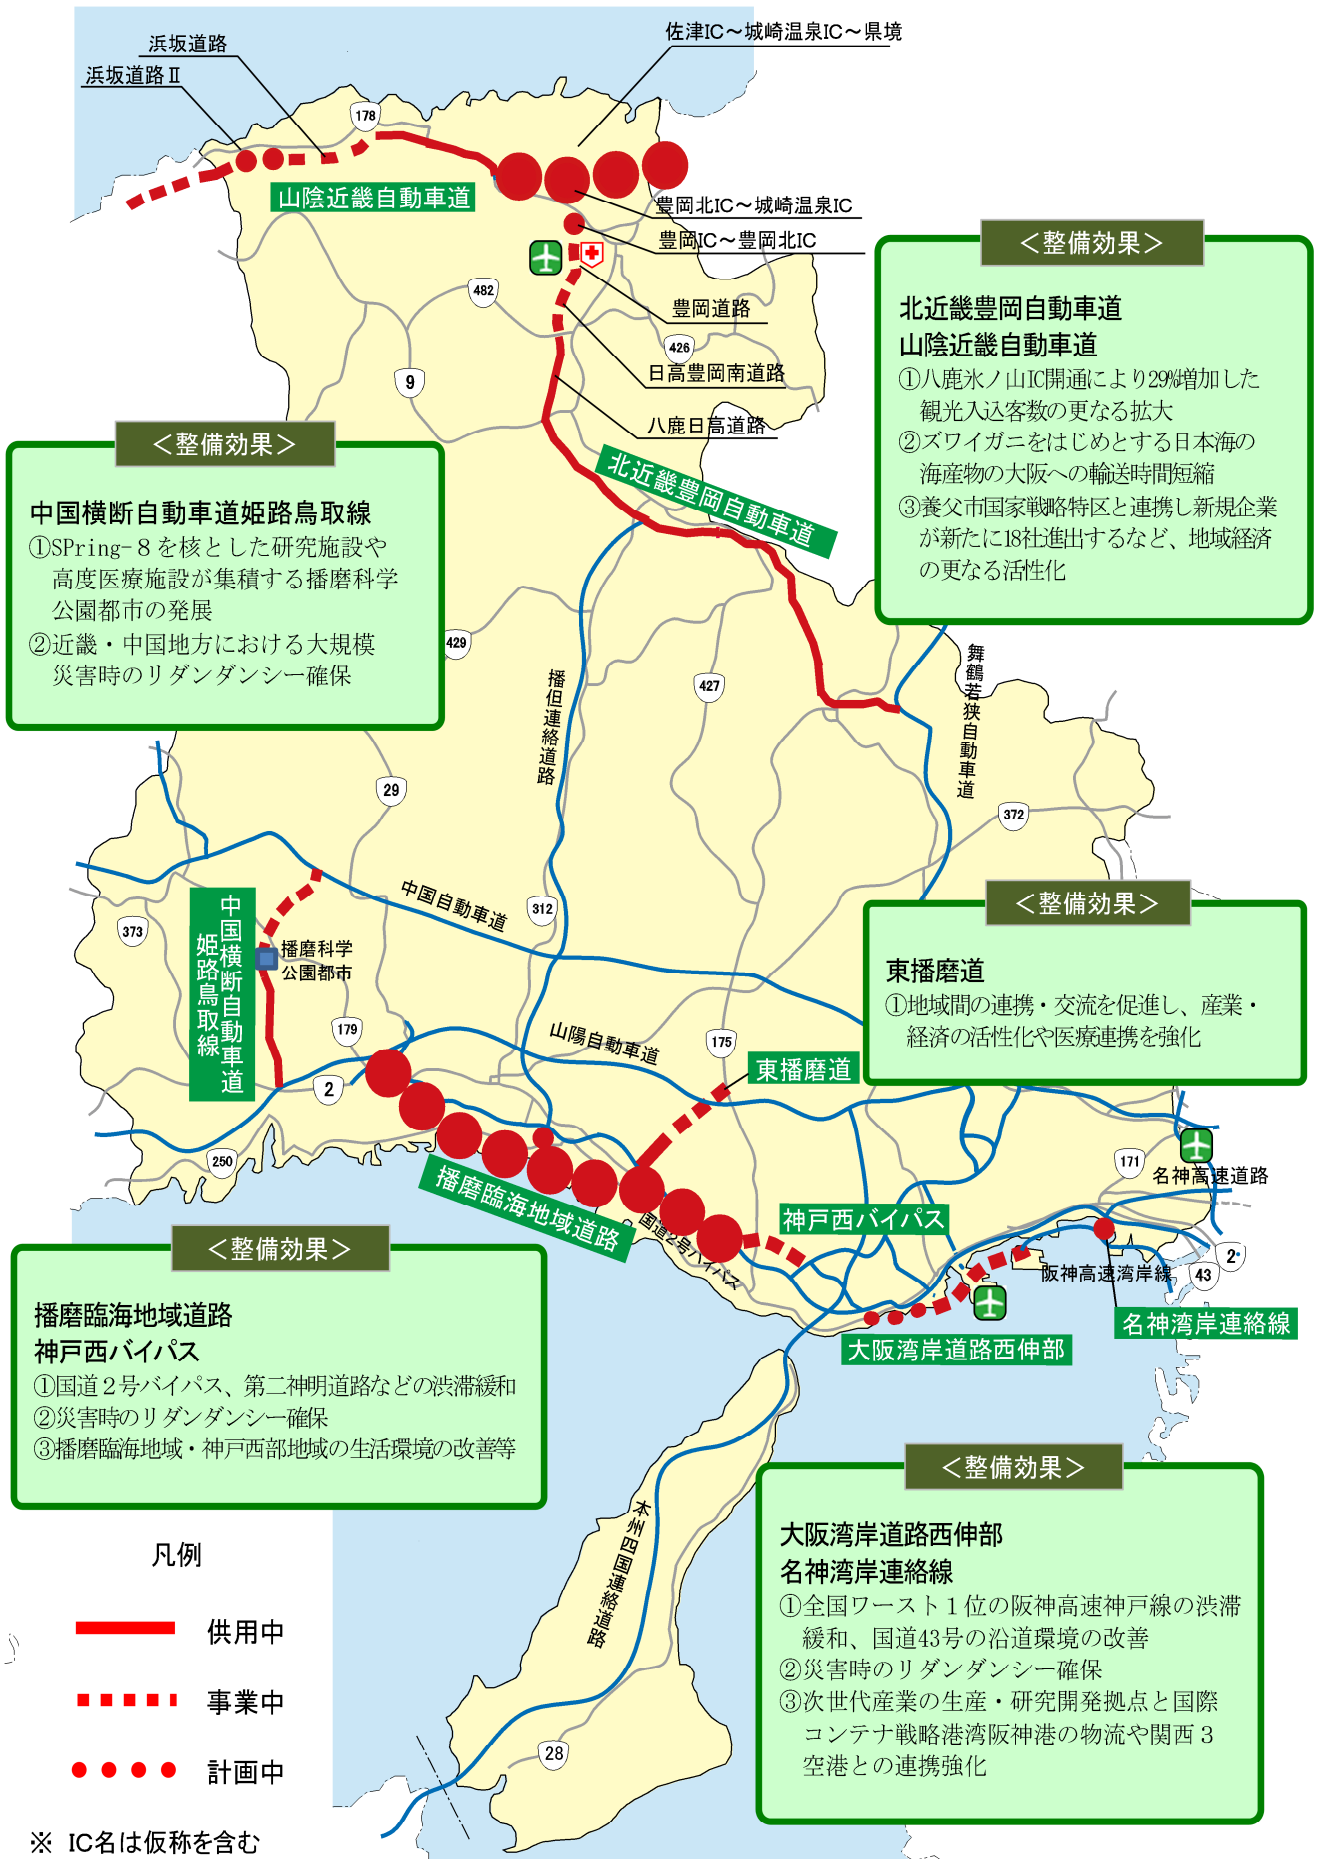 佐津IC～城崎温泉IC～県境
浜坂道路
浜坂道路Ⅱ
178
山陰近畿自動車道
豊岡北IC～城崎温泉IC
豊岡IC～豊岡北IC
豊岡道路
482
426
日高豊岡南道路
9
八鹿日高道路
北近畿豊岡自動車道
＜整備効果＞
北近畿豊岡自動車道
山陰近畿自動車道
①八鹿氷ノ山IC開通により29%増加した
観光入込客数の更なる拡大
②ズワイガニをはじめとする日本海の
海産物の大阪への輸送時間短縮
③養父市国家戦略特区と連携し新規企業
が新たに18社進出するなど、地域経済
の更なる活性化
＜整備効果＞
中国横断自動車道姫路鳥取線
①SPring-８を核とした研究施設や
高度医療施設が集積する播磨科学
公園都市の発展
②近畿・中国地方における大規模
災害時のリダンダンシー確保
429
427
播但連絡道路
舞鶴若狭自動車道
29
372
中国自動車道
312
373
中国横断自動車道
姫路鳥取線
播磨科学
公園都市
179
山陽自動車道
175
2
東播磨道
＜整備効果＞
東播磨道
①地域間の連携・交流を促進し、産業・
経済の活性化や医療連携を強化
250
171
名神高速道路
播磨臨海地域道路
国道2号バイパス
神戸西バイパス
阪神高速湾岸線
2
43
名神湾岸連絡線
大阪湾岸道路西伸部
＜整備効果＞
播磨臨海地域道路
神戸西バイパス
①国道２号バイパス、第二神明道路などの渋滞緩和
②災害時のリダンダンシー確保
③播磨臨海地域・神戸西部地域の生活環境の改善等
本州四国連絡道路
28
＜整備効果＞
大阪湾岸道路西伸部
名神湾岸連絡線
①全国ワースト１位の阪神高速神戸線の渋滞
緩和、国道43号の沿道環境の改善
②災害時のリダンダンシー確保
③次世代産業の生産・研究開発拠点と国際
コンテナ戦略港湾阪神港の物流や関西３
空港との連携強化
凡例
供用中
事業中
計画中
※ IC名は仮称を含む